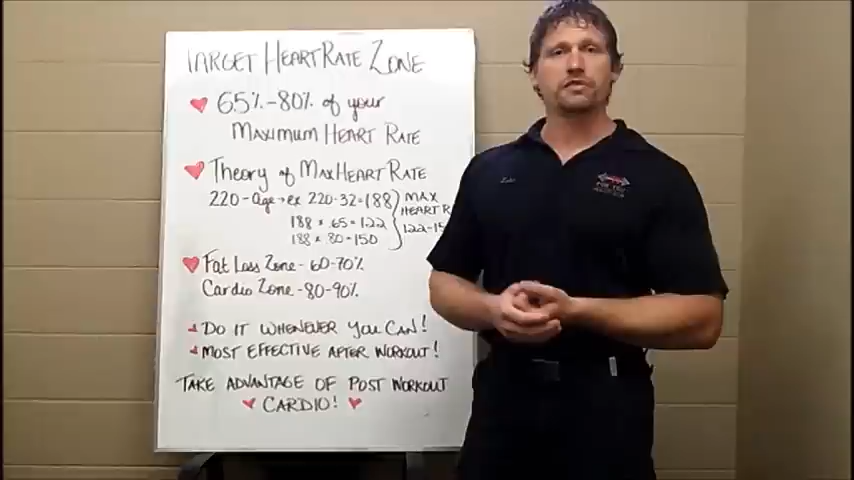 TARGET HEART RATE ZONE
65%-80% of your
MAXIMUM HEART RATE
Theory of MAX HEART RATE
220-age → ex 220-32=188 } MAX
188 x .65=122 HEART R
188 x .80=150 122-15
Fat Loss Zone - 60-70%
Cardio Zone - 80-90%
DO IT WHENEVER YOU CAN!
MOST EFFECTIVE AFTER WORKOUT!
TAKE ADVANTAGE OF POST WORKOUT
CARDIO!
FOR YOU